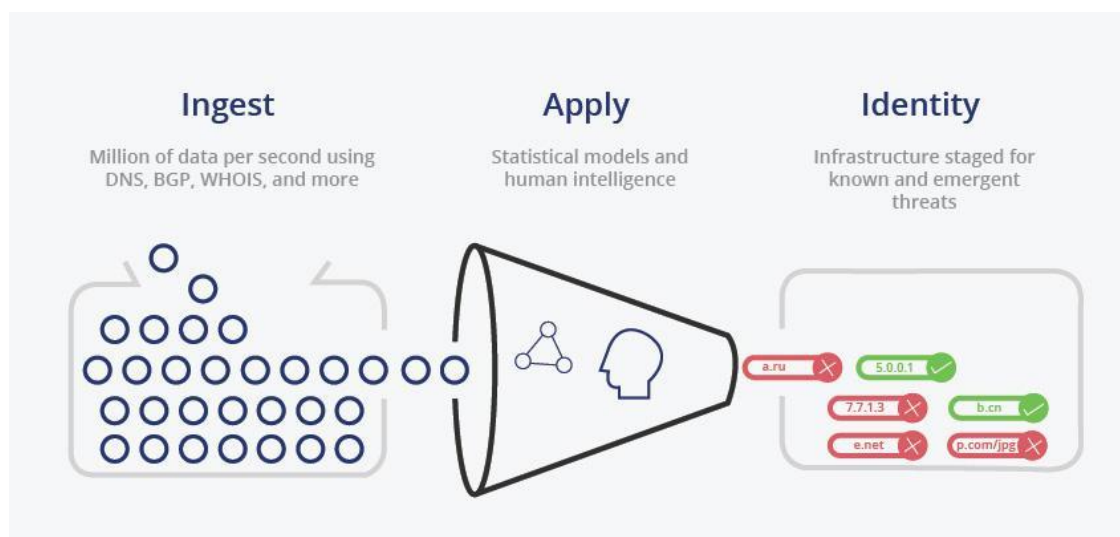 Ingest
Million of data per second using
DNS, BGP, WHOIS, and more
Apply
Statistical models and
human intelligence
Identity
Infrastructure staged for
known and emergent
threats
a.ru
5.0.0.1
7.7.1.3
b.cn
e.net
p.com/jpg